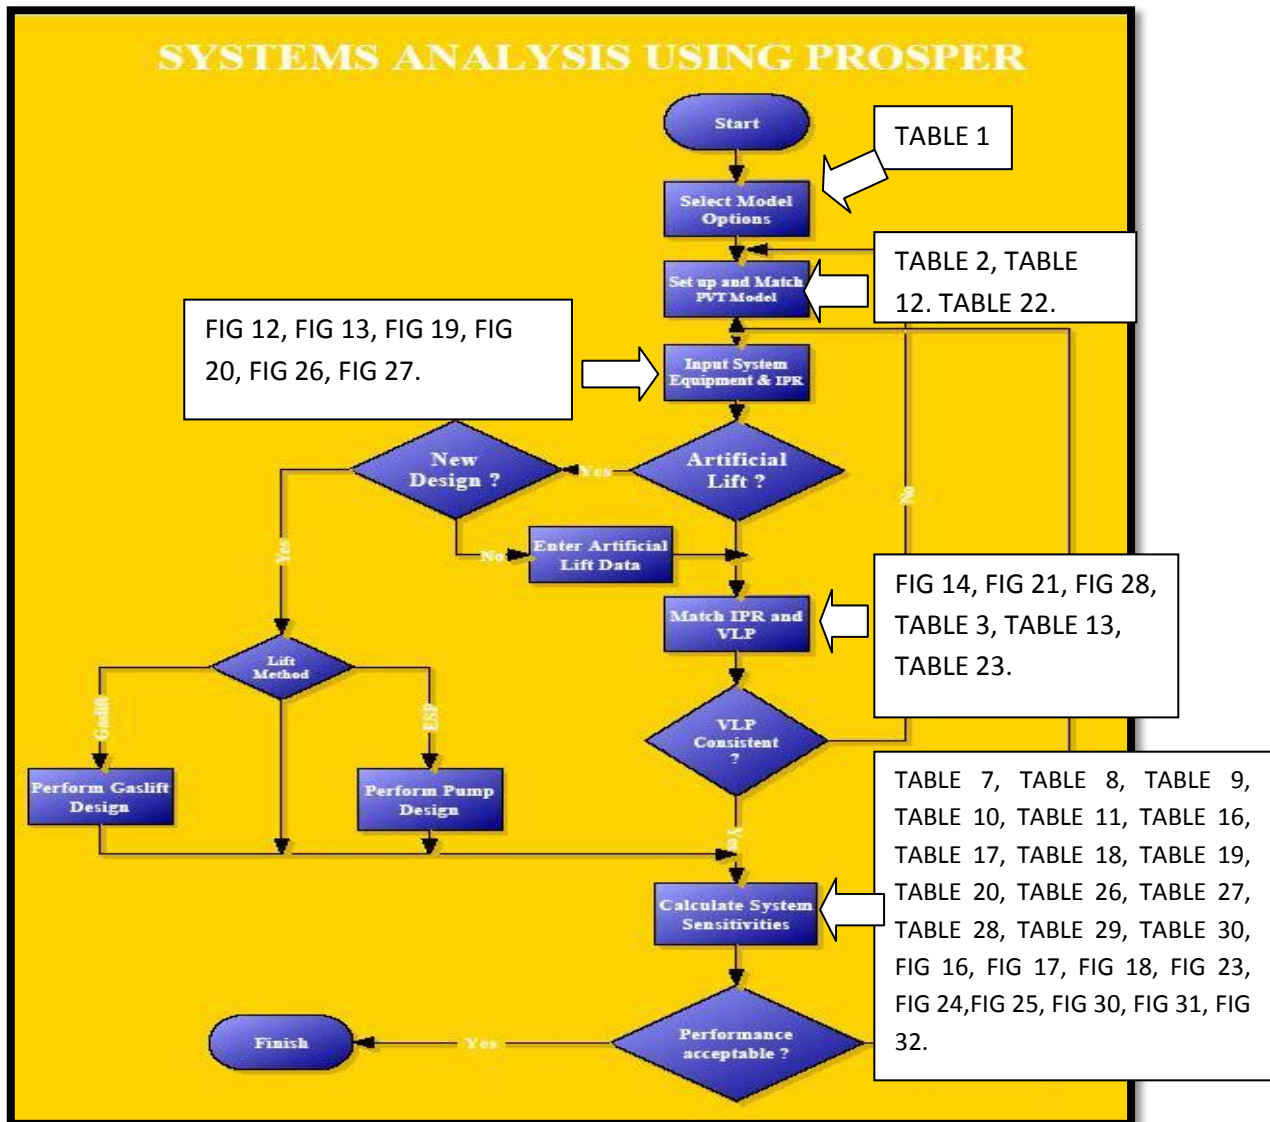 SYSTEMS ANALYSIS USING PROSPER
Start
TABLE 1
Select Model
Options
TABLE 2, TABLE
12. TABLE 22.
Set up and Match
PVT Model
FIG 12, FIG 13, FIG 19, FIG
20, FIG 26, FIG 27.
Input System
Equipment & IPR
New
Design ?
Yes
Artificial
Lift ?
No
Yes
No
Enter Artificial
Lift Data
FIG 14, FIG 21, FIG 28,
TABLE 3, TABLE 13,
TABLE 23.
Match IPR and
VLP
Lift
Method
Gaslift
ESP
VLP
Consistent
?
Perform Gaslift
Design
Perform Pump
Design
Yes
TABLE 7, TABLE 8, TABLE 9,
TABLE 10, TABLE 11, TABLE 16,
TABLE 17, TABLE 18, TABLE 19,
TABLE 20, TABLE 26, TABLE 27,
TABLE 28, TABLE 29, TABLE 30,
FIG 16, FIG 17, FIG 18, FIG 23,
FIG 24,FIG 25, FIG 30, FIG 31, FIG
32.
Calculate System
Sensitivities
Finish
Yes
Performance
acceptable ?